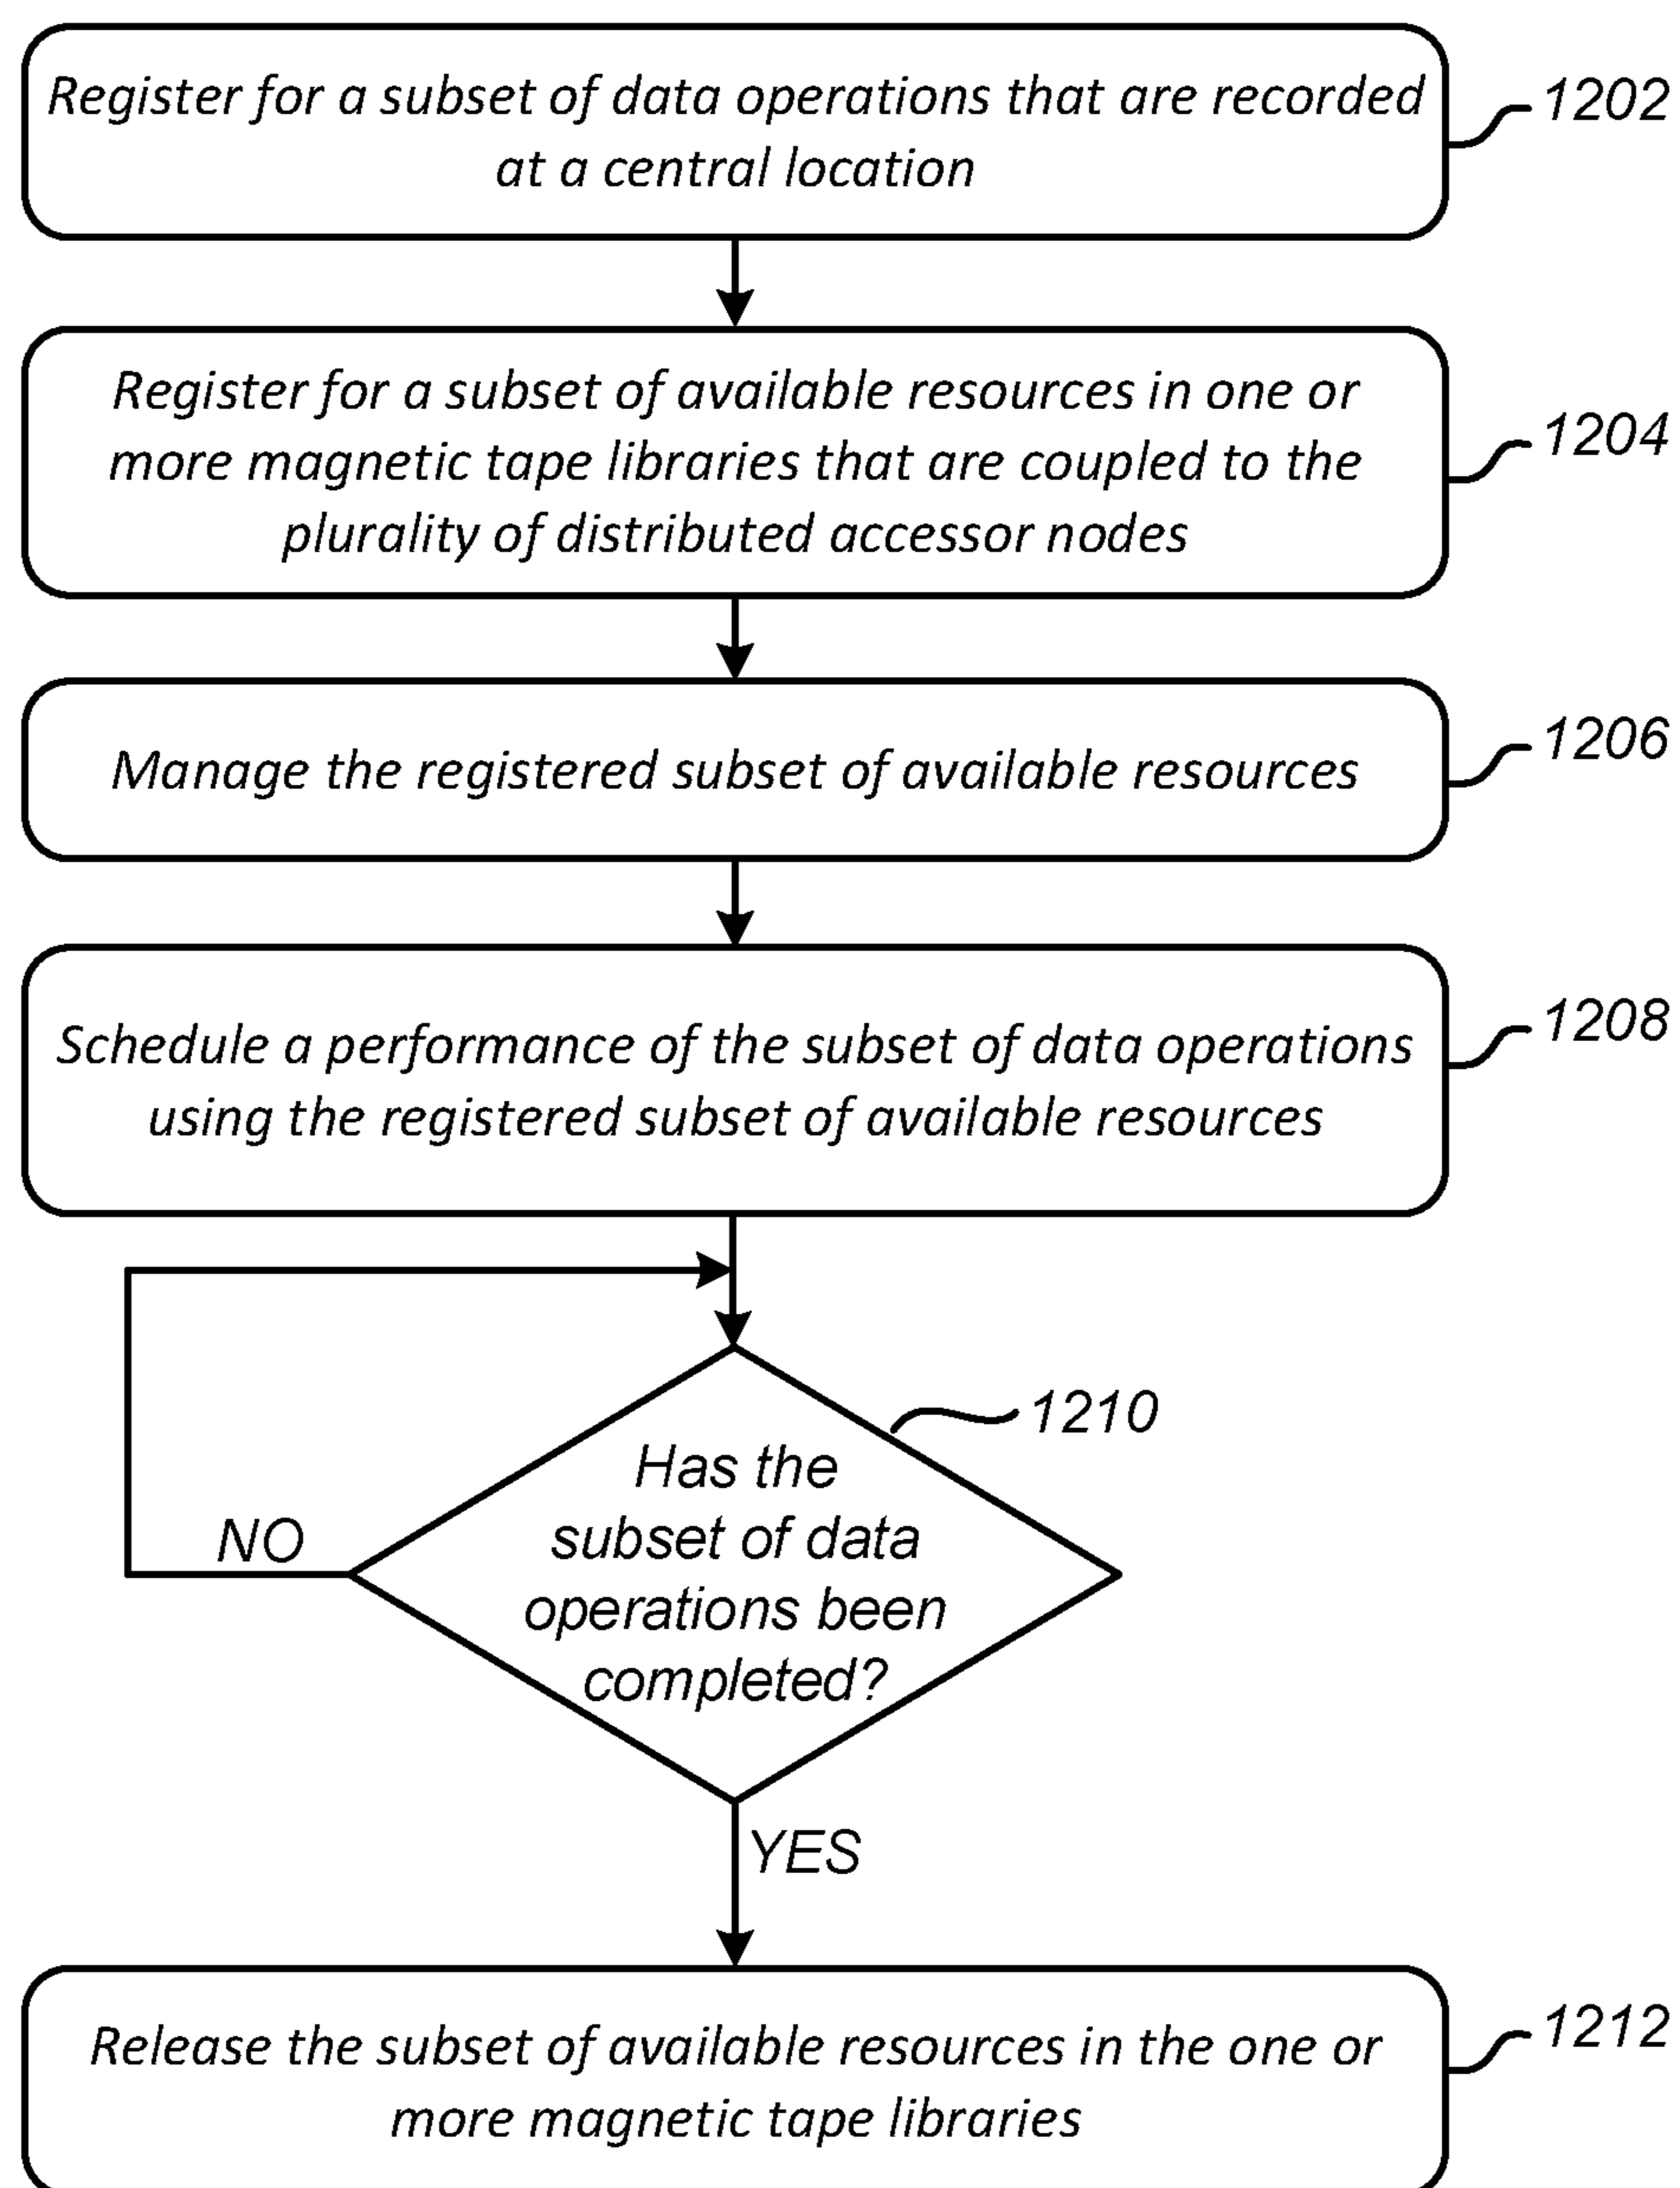 Register for a subset of data operations that are recorded
at a central location
1202
Register for a subset of available resources in one or
more magnetic tape libraries that are coupled to the
plurality of distributed accessor nodes
1204
Manage the registered subset of available resources
1206
Schedule a performance of the subset of data operations
using the registered subset of available resources
1208
1210
Has the
subset of data
operations been
completed?
NO
YES
Release the subset of available resources in the one or
more magnetic tape libraries
1212